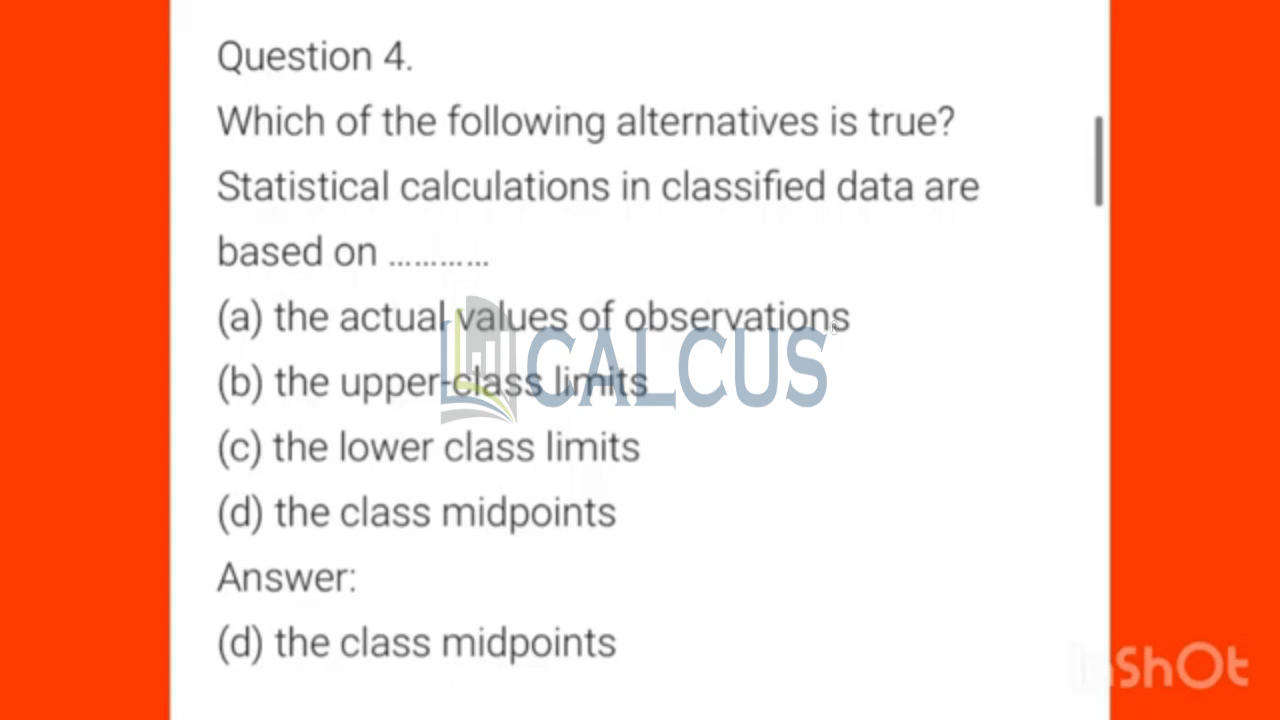 Question 4.
Which of the following alternatives is true?
Statistical calculations in classified data are
based on …………
(a) the actual values of observations
(b) the upper-class limits
CALCUS
(c) the lower class limits
(d) the class midpoints
Answer:
(d) the class midpoints
InShOt